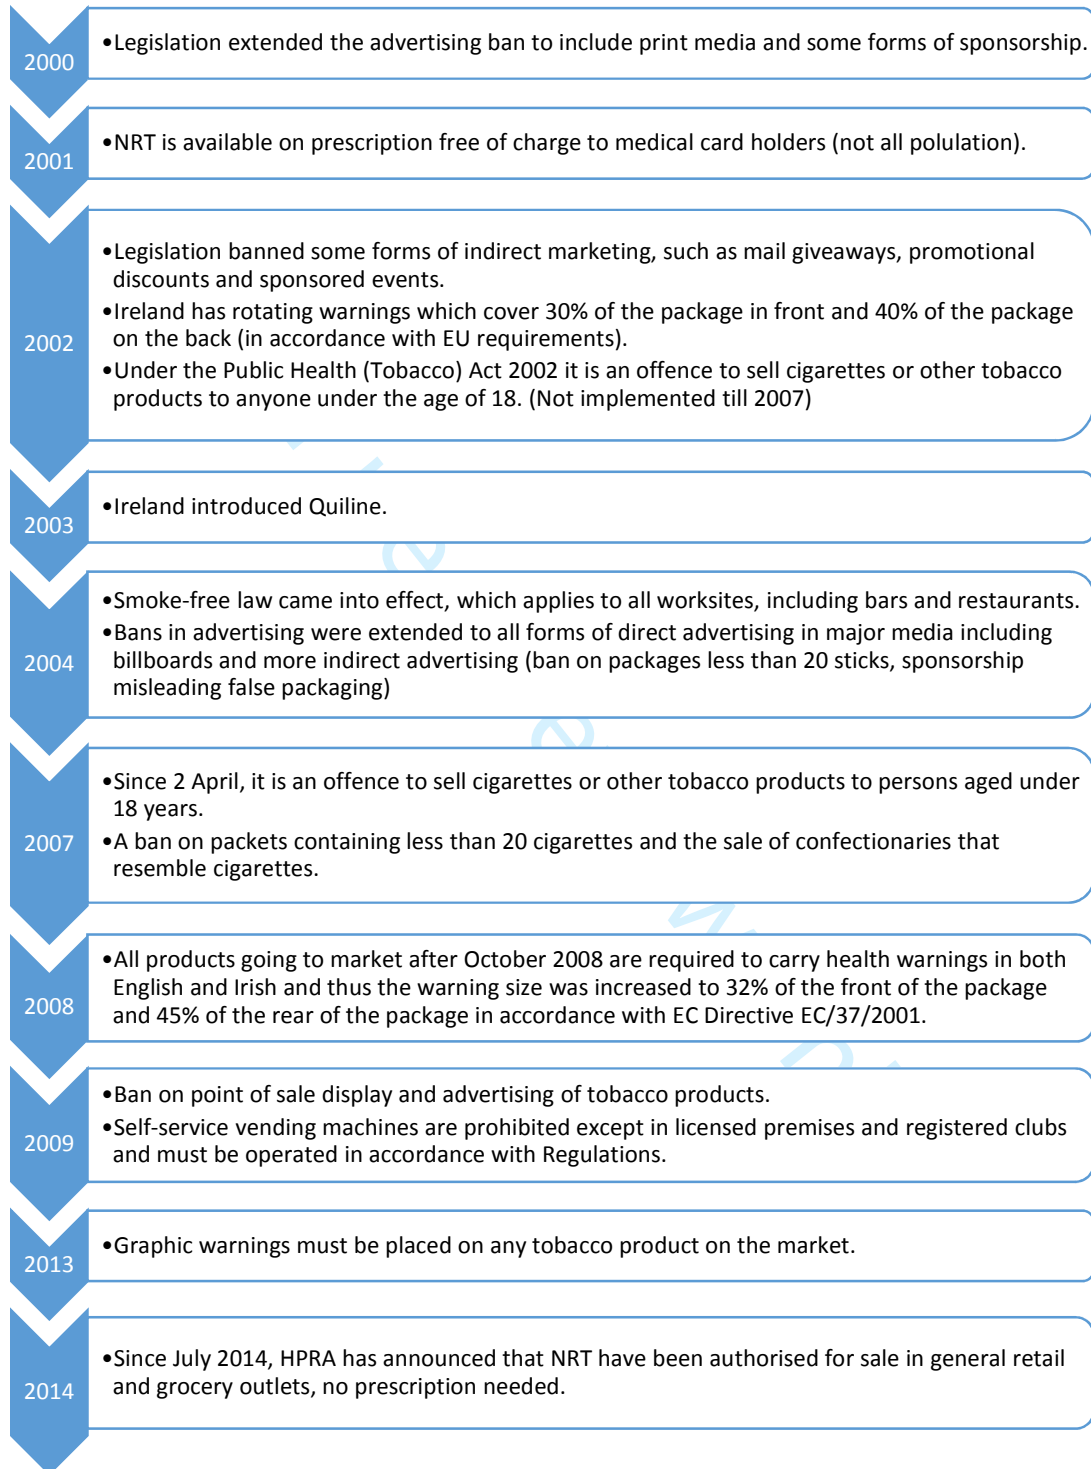 2000
•Legislation extended the advertising ban to include print media and some forms of sponsorship.
2001
•NRT is available on prescription free of charge to medical card holders (not all polulation).
2002
•Legislation banned some forms of indirect marketing, such as mail giveaways, promotional
discounts and sponsored events.
•Ireland has rotating warnings which cover 30% of the package in front and 40% of the package
on the back (in accordance with EU requirements).
•Under the Public Health (Tobacco) Act 2002 it is an offence to sell cigarettes or other tobacco
products to anyone under the age of 18. (Not implemented till 2007)
2003
•Ireland introduced Quiline.
2004
•Smoke-free law came into effect, which applies to all worksites, including bars and restaurants.
•Bans in advertising were extended to all forms of direct advertising in major media including
billboards and more indirect advertising (ban on packages less than 20 sticks, sponsorship
misleading false packaging)
2007
•Since 2 April, it is an offence to sell cigarettes or other tobacco products to persons aged under
18 years.
•A ban on packets containing less than 20 cigarettes and the sale of confectionaries that
resemble cigarettes.
2008
•All products going to market after October 2008 are required to carry health warnings in both
English and Irish and thus the warning size was increased to 32% of the front of the package
and 45% of the rear of the package in accordance with EC Directive EC/37/2001.
2009
•Ban on point of sale display and advertising of tobacco products.
•Self-service vending machines are prohibited except in licensed premises and registered clubs
and must be operated in accordance with Regulations.
2013
•Graphic warnings must be placed on any tobacco product on the market.
2014
•Since July 2014, HPRA has announced that NRT have been authorised for sale in general retail
and grocery outlets, no prescription needed.